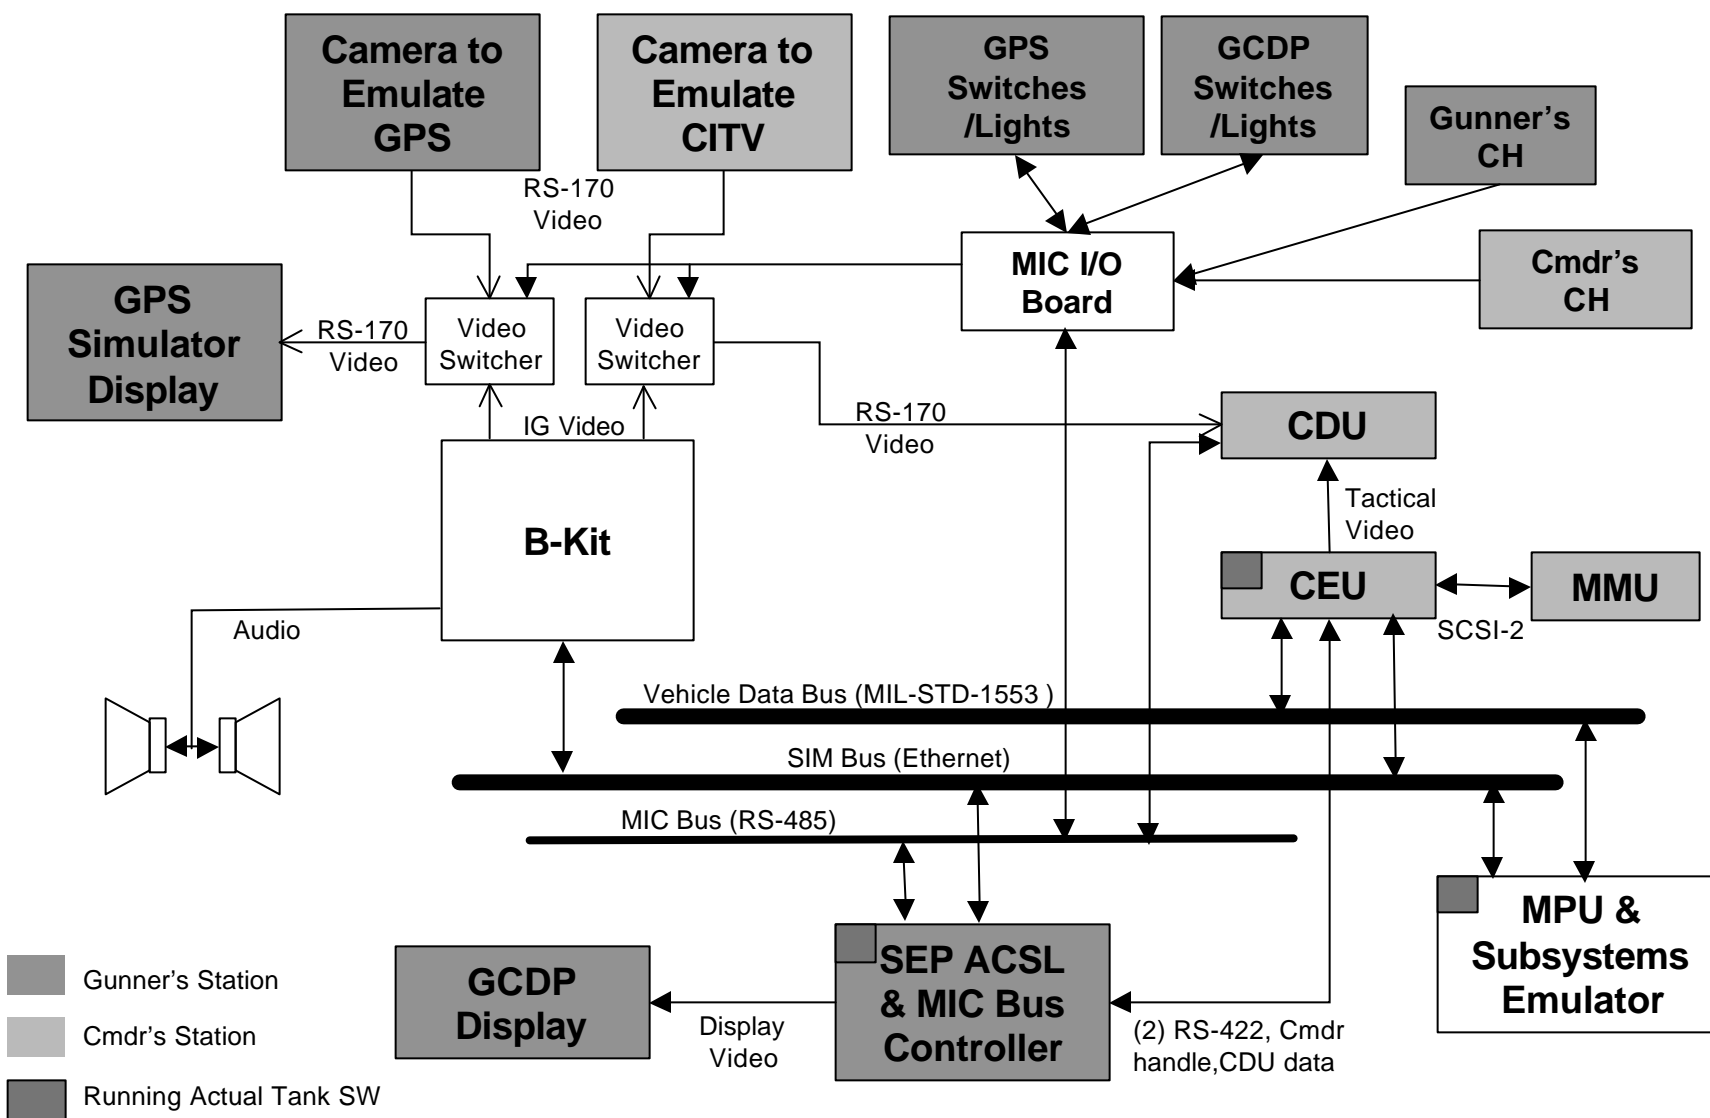 Camera to
Emulate
GPS
Camera to
Emulate
CITV
GPS
Switches
/Lights
GCDP
Switches
/Lights
Gunner’s
CH
RS-170
Video
MIC I/O
Board
Cmdr's
CH
GPS
Simulator
Display
RS-170
Video
Video
Switcher
Video
Switcher
RS-170
Video
CDU
IG Video
B-Kit
Tactical
Video
CEU
MMU
SCSI-2
Audio
Vehicle Data Bus (MIL-STD-1553 )
SIM Bus (Ethernet)
MIC Bus (RS-485)
MPU &
Subsystems
Emulator
SEP ACSL
& MIC Bus
Controller
GCDP
Display
Display
Video
(2) RS-422, Cmdr
handle,CDU data
Gunner’s Station
Cmdr’s Station
Running Actual Tank SW